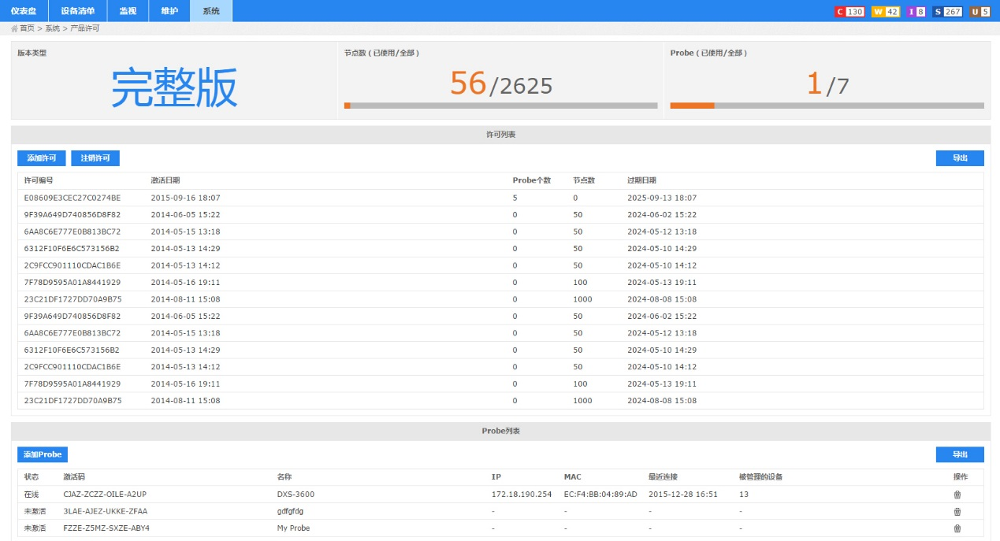 仪表盘 设备清单 监视 维护 系统 C 130 W 42 I 8 S 267 U 5
首页 > 系统 > 产品许可
版本类型 节点数 ( 已使用/全部 ) Probe ( 已使用/全部 )
完整版 56/2625 1/7
许可列表
添加许可 注销许可 导出
许可编号 激活日期 Probe个数 节点数 过期日期
E08609E3CEC27C0274BE 2015-09-16 18:07 5 0 2025-09-13 18:07
9F39A649D740856D8F82 2014-06-05 15:22 0 50 2024-06-02 15:22
6AA8C6E777E0B813BC72 2014-05-15 13:18 0 50 2024-05-12 13:18
6312F10F6E6C573156B2 2014-05-13 14:29 0 50 2024-05-10 14:29
2C9FCC901110CDAC1B6E 2014-05-13 14:12 0 50 2024-05-10 14:12
7F78D9595A01A8441929 2014-05-16 19:11 0 100 2024-05-13 19:11
23C21DF1727DD70A9B75 2014-08-11 15:08 0 1000 2024-08-08 15:08
9F39A649D740856D8F82 2014-06-05 15:22 0 50 2024-06-02 15:22
6AA8C6E777E0B813BC72 2014-05-15 13:18 0 50 2024-05-12 13:18
6312F10F6E6C573156B2 2014-05-13 14:29 0 50 2024-05-10 14:29
2C9FCC901110CDAC1B6E 2014-05-13 14:12 0 50 2024-05-10 14:12
7F78D9595A01A8441929 2014-05-16 19:11 0 100 2024-05-13 19:11
23C21DF1727DD70A9B75 2014-08-11 15:08 0 1000 2024-08-08 15:08
Probe列表
添加Probe 导出
状态 激活码 名称 IP MAC 最近连接 被管理的设备 操作
在线 CJAZ-ZCZZ-OILE-A2UP DXS-3600 172.18.190.254 EC:F4:BB:04:89:AD 2015-12-28 16:51 13
未激活 3LAE-AJEZ-UKKE-ZFAA gdfgfdg - - - -
未激活 FZZE-Z5MZ-SXZE-ABY4 My Probe - - - -